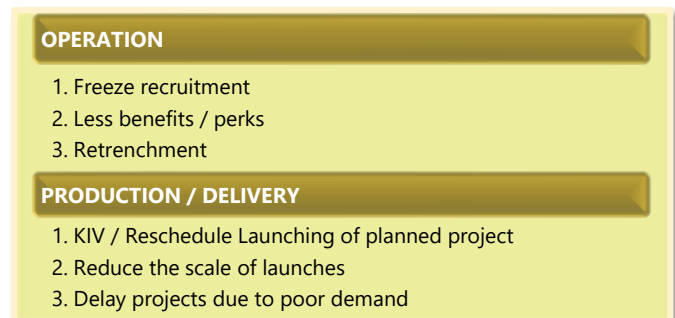 OPERATION
1. Freeze recruitment
2. Less benefits / perks
3. Retrenchment
PRODUCTION / DELIVERY
1. KIV / Reschedule Launching of planned project
2. Reduce the scale of launches
3. Delay projects due to poor demand